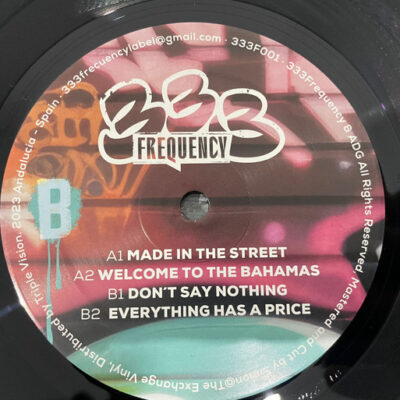 333frecuencylabel@gmail.com · 333F001 · 333Frequency & ADG All Rights Reserved. Mastered and Cut by Simon@The Exchange Vinyl. Distributed by Triple Vision. 2023 Andalucía - Spain ·
333
FREQUENCY
B
A1 MADE IN THE STREET
A2 WELCOME TO THE BAHAMAS
B1 DON´T SAY NOTHING
B2 EVERYTHING HAS A PRICE